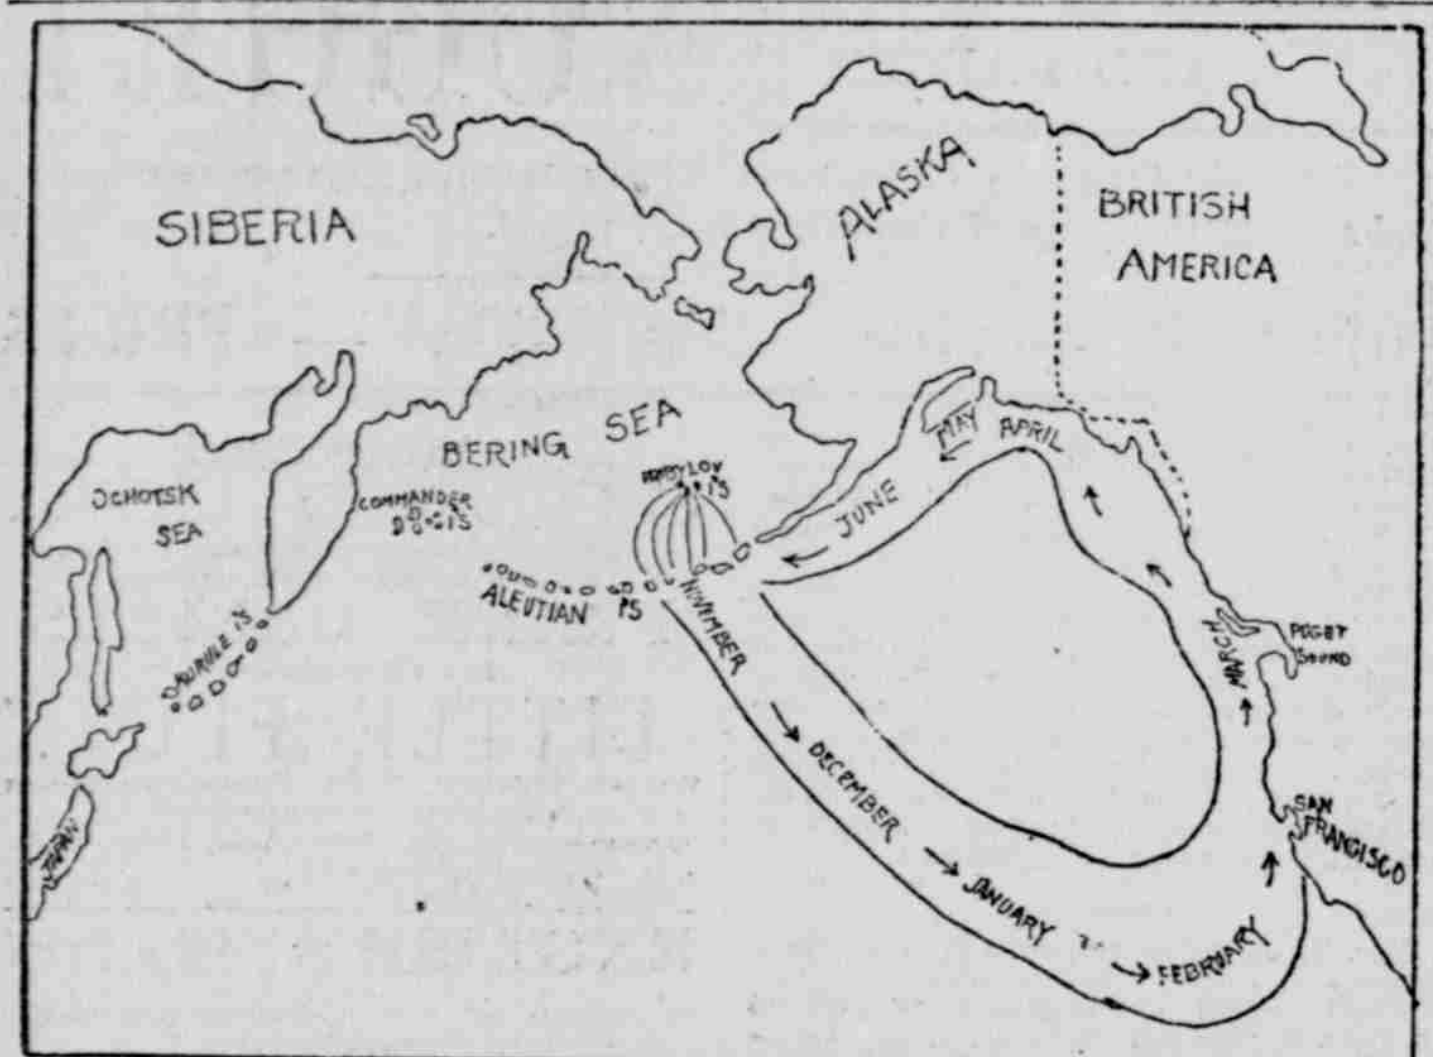 SIBERIA
ALASKA
BRITISH
AMERICA
BERING SEA
OCHOTSK
SEA
COMMANDER
IS
IS
ALEUTIAN IS
IS
JAPAN
MAY
APRIL
JUNE
NOVEMBER
DECEMBER
JANUARY
FEBRUARY
MARCH
PUGET
SOUND
SAN
FRANCISCO